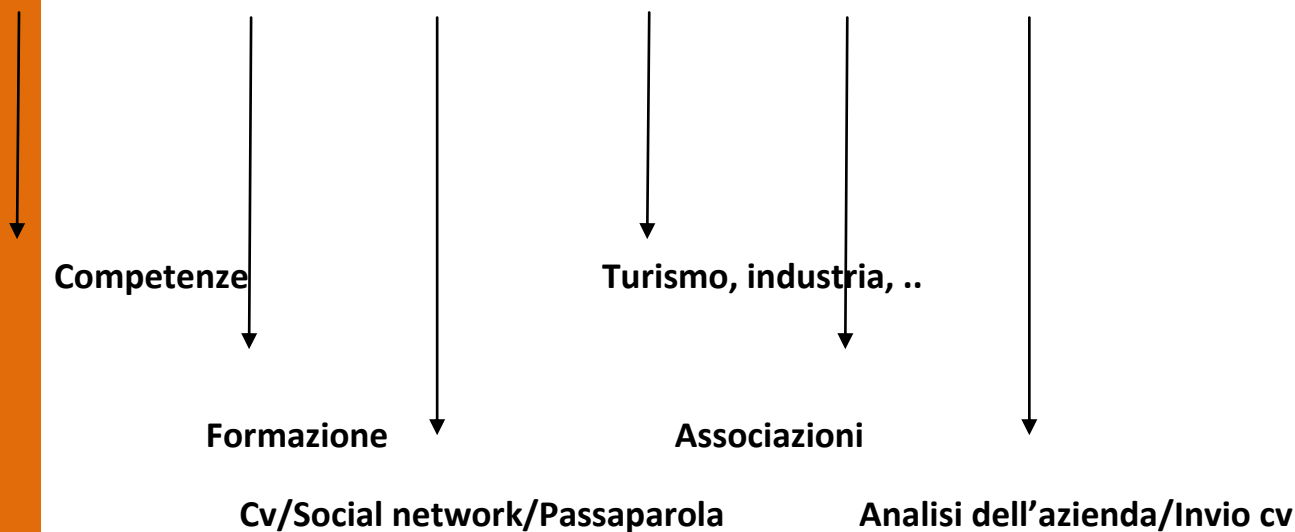 Competenze
Turismo, industria, ..
Formazione
Associazioni
Cv/Social network/Passaparola
Analisi dell’azienda/Invio cv